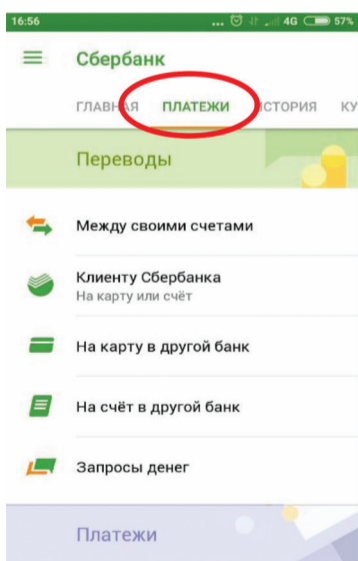 16:56 ... 4G 57%
Сбербанк
ГЛАВНАЯ ПЛАТЕЖИ ИСТОРИЯ КУ
Переводы
Между своими счетами
Клиенту Сбербанка
На карту или счёт
На карту в другой банк
На счёт в другой банк
Запросы денег
Платежи